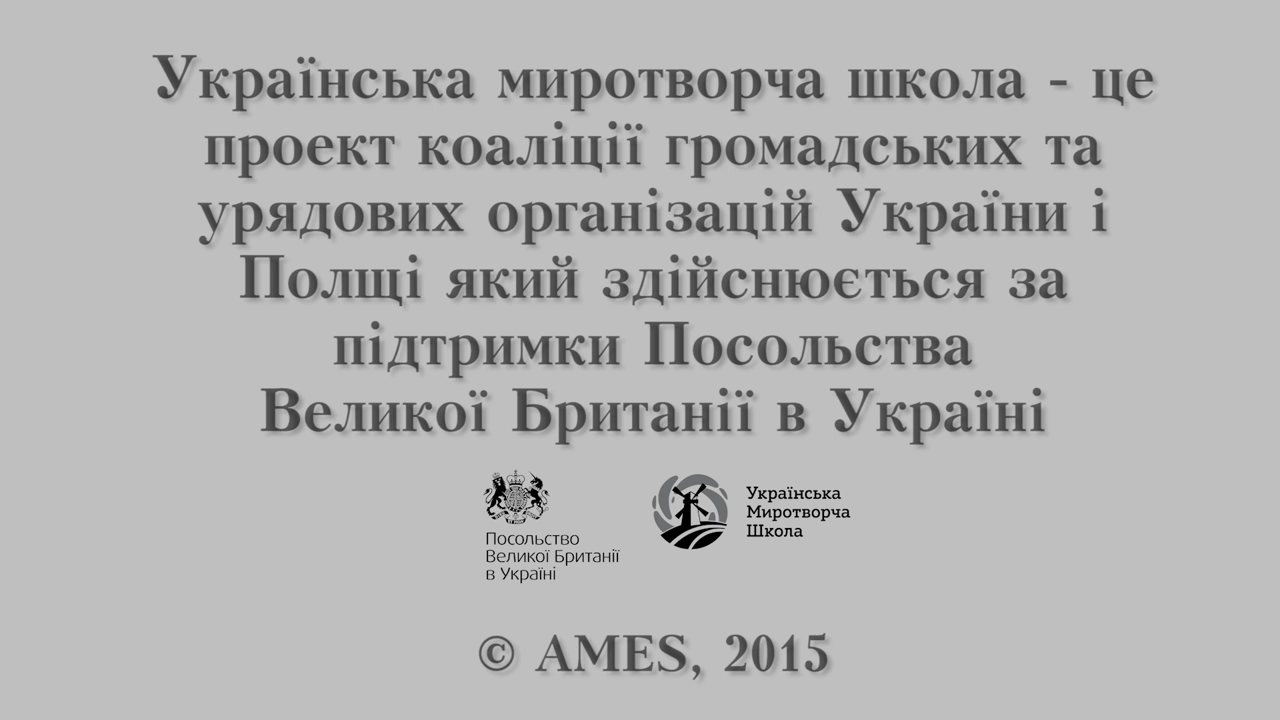 Українська миротворча школа - це
проект коаліції громадських та
урядових організацій України і
Полщі який здійснюється за
підтримки Посольства
Великої Британії в Україні
Посольство
Великої Британії
в Україні
Українська
Миротворча
Школа
© AMES, 2015